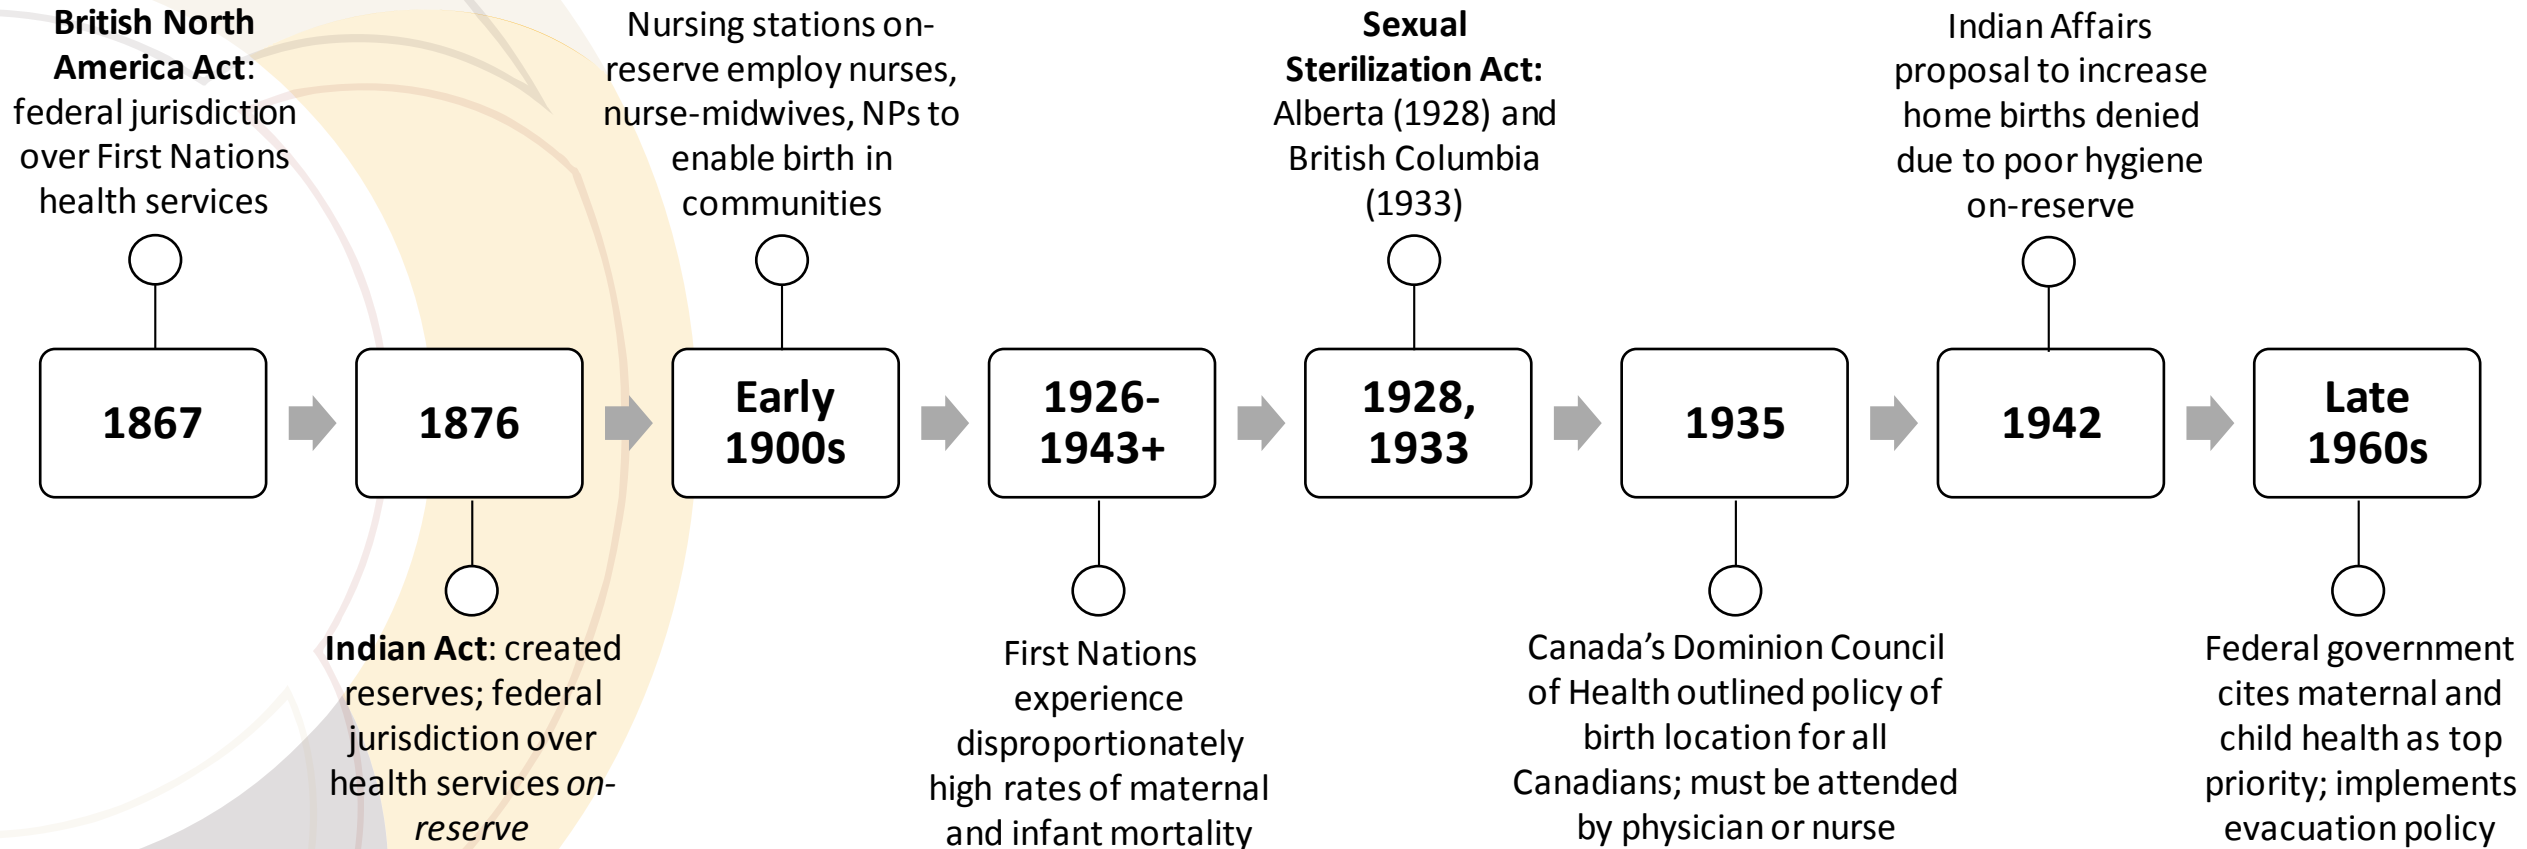 British North
America Act:
federal jurisdiction
over First Nations
health services
Nursing stations on-
reserve employ nurses,
nurse-midwives, NPs to
enable birth in
communities
Sexual
Sterilization Act:
Alberta (1928) and
British Columbia
(1933)
Indian Affairs
proposal to increase
home births denied
due to poor hygiene
on-reserve
1867
1876
Early
1900s
1926-
1943+
1928,
1933
1935
1942
Late
1960s
Indian Act: created
reserves; federal
jurisdiction over
health services on-
reserve
First Nations
experience
disproportionately
high rates of maternal
and infant mortality
Canada’s Dominion Council
of Health outlined policy of
birth location for all
Canadians; must be attended
by physician or nurse
Federal government
cites maternal and
child health as top
priority; implements
evacuation policy